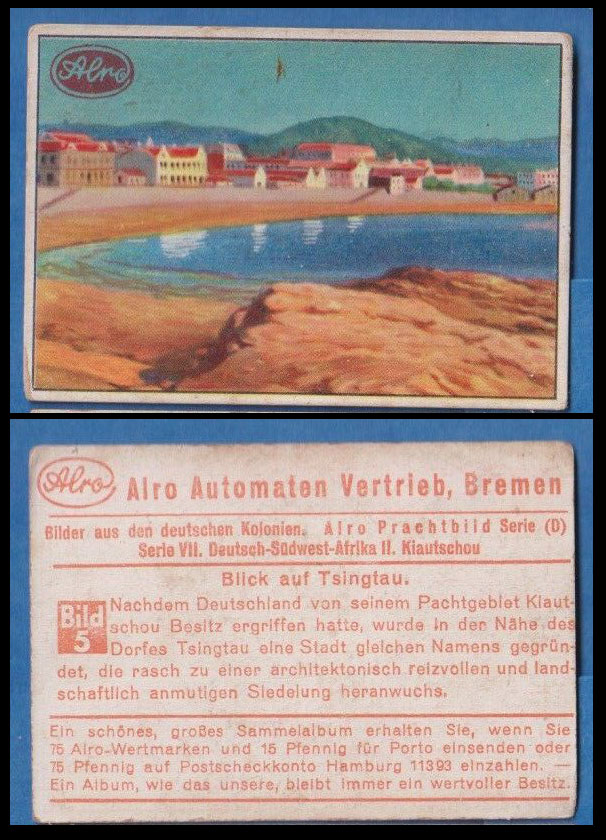 Alro
Alro
Alro Automaten Vertrieb, Bremen
Bilder aus den deutschen Kolonien. Alro Prachtbild Serie (D)
Serie VII. Deutsch-Südwest-Afrika II. Kiautschou
Blick auf Tsingtau.
Bild
5
Nachdem Deutschland von seinem Pachtgebiet Kiaut-
schou Besitz ergriffen hatte, wurde in der Nähe des
Dorfes Tsingtau eine Stadt gleichen Namens gegrün-
det, die rasch zu einer architektonisch reizvollen und land-
schaftlich anmutigen Siedelung heranwuchs.
Ein schönes, großes Sammelalbum erhalten Sie, wenn Sie
75 Alro-Wertmarken und 15 Pfennig für Porto einsenden oder
75 Pfennig auf Postscheckkonto Hamburg 11393 einzahlen. —
Ein Album, wie das unsere, bleibt immer ein wertvoller Besitz.